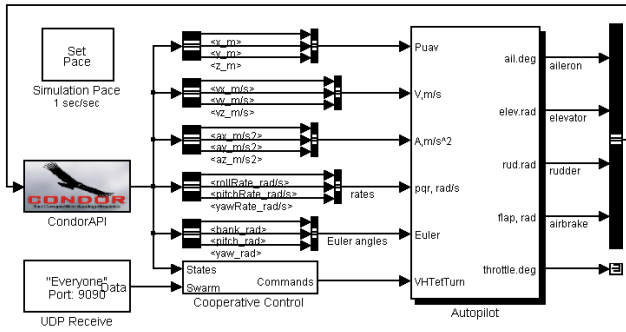 Set
Pace
Simulation Pace
1 sec/sec
CONDOR
CondorAPI
"Everyone"
Port: 9090
Data
UDP Receive
<x_m>
<y_m>
<z_m>
<vx_m/s>
<vy_m/s>
<vz_m/s>
<ax_m/s2>
<ay_m/s2>
<az_m/s2>
<rollRate_rad/s>
<pitchRate_rad/s>
<yawRate_rad/s>
rates
<bank_rad>
<pitch_rad>
<yaw_rad>
Euler angles
States
Swarm
Commands
Cooperative Control
Puav
V,m/s
A,m/s^2
pqr, rad/s
Euler
VHTetTurn
ail.deg
elev.rad
rud.rad
flap, rad
throttle.deg
Autopilot
aileron
elevator
rudder
airbrake